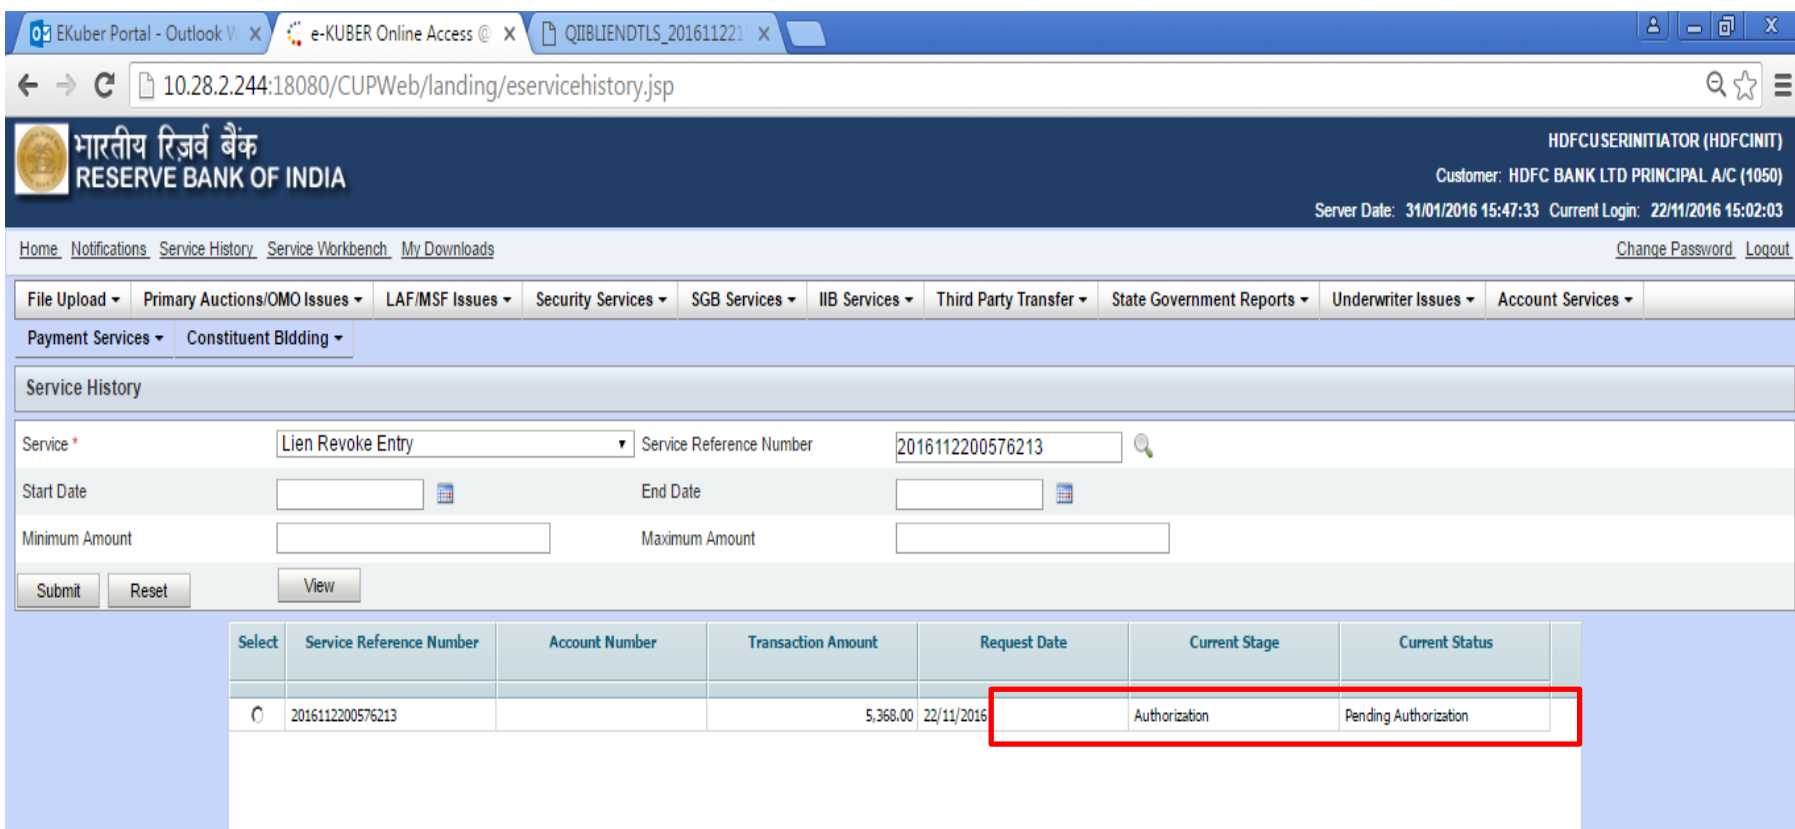 EKuber Portal - Outlook W
e-KUBER Online Access @
QIIBLIENDTLS_201611221
10.28.2.244:18080/CUPWeb/landing/eservicehistory.jsp
भारतीय रिज़र्व बैंक
RESERVE BANK OF INDIA
HDFCUSERINITIATOR (HDFCINIT)
Customer: HDFC BANK LTD PRINCIPAL A/C (1050)
Server Date: 31/01/2016 15:47:33 Current Login: 22/11/2016 15:02:03
Home Notifications Service History Service Workbench My Downloads
Change Password Logout
File Upload Primary Auctions/OMO Issues LAF/MSF Issues Security Services SGB Services IIB Services Third Party Transfer State Government Reports Underwriter Issues Account Services
Payment Services Constituent BIdding
Service History
Service * Lien Revoke Entry Service Reference Number 2016112200576213
Start Date End Date
Minimum Amount Maximum Amount
Submit Reset View
Select Service Reference Number Account Number Transaction Amount Request Date Current Stage Current Status
2016112200576213 5,368.00 22/11/2016 Authorization Pending Authorization